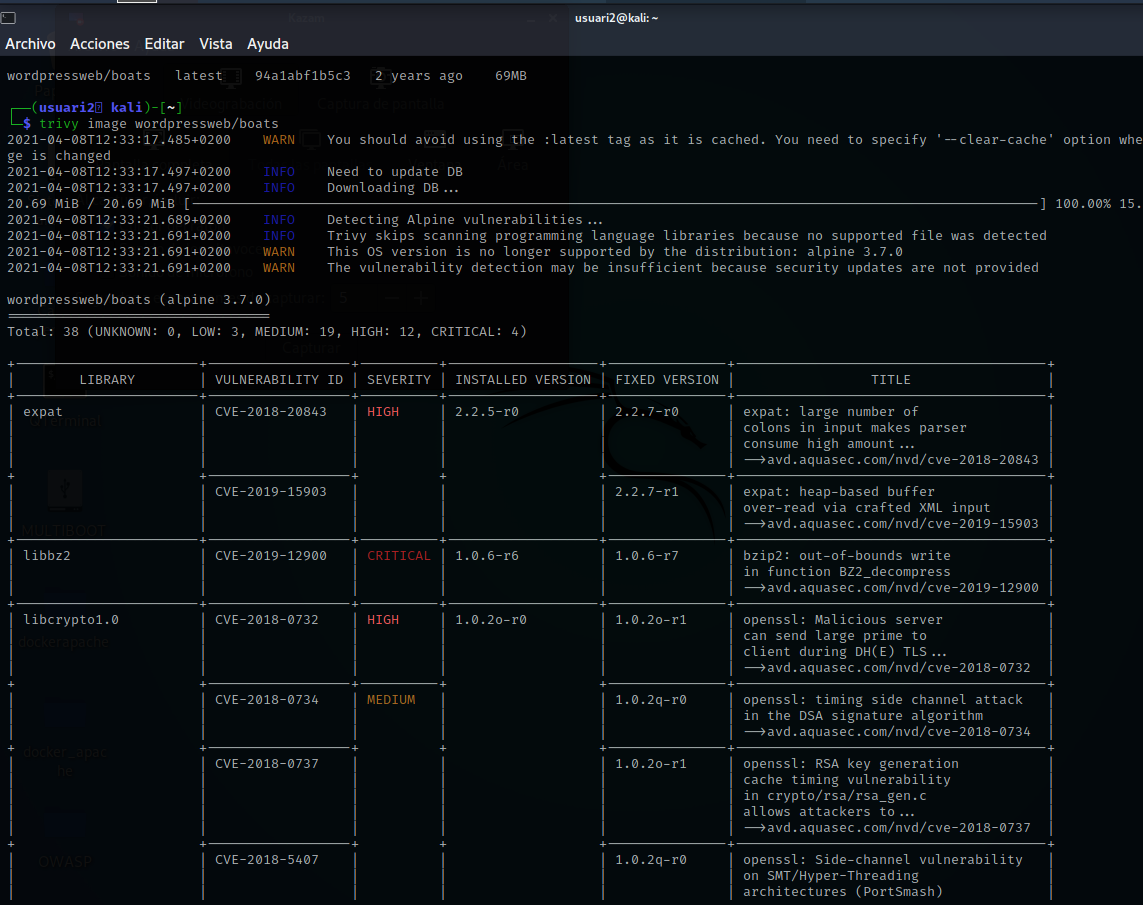 usuari2@kali: ~
Archivo Acciones Editar Vista Ayuda
wordpressweb/boats latest 94a1abf1b5c3 2 years ago 69MB
(usuari2 kali)-[~]
$ trivy image wordpressweb/boats
2021-04-08T12:33:17.485+0200 WARN You should avoid using the :latest tag as it is cached. You need to specify '--clear-cache' option whe
ge is changed
2021-04-08T12:33:17.497+0200 INFO Need to update DB
2021-04-08T12:33:17.497+0200 INFO Downloading DB...
20.69 MiB / 20.69 MiB [----] 100.00% 15.
2021-04-08T12:33:21.689+0200 INFO Detecting Alpine vulnerabilities...
2021-04-08T12:33:21.691+0200 INFO Trivy skips scanning programming language libraries because no supported file was detected
2021-04-08T12:33:21.691+0200 WARN This OS version is no longer supported by the distribution: alpine 3.7.0
2021-04-08T12:33:21.691+0200 WARN The vulnerability detection may be insufficient because security updates are not provided
wordpressweb/boats (alpine 3.7.0)
Total: 38 (UNKNOWN: 0, LOW: 3, MEDIUM: 19, HIGH: 12, CRITICAL: 4)
LIBRARY VULNERABILITY ID SEVERITY INSTALLED VERSION FIXED VERSION TITLE
expat CVE-2018-20843 HIGH 2.2.5-r0 2.2.7-r0 expat: large number of
colons in input makes parser
consume high amount...
-->avd.aquasec.com/nvd/cve-2018-20843
CVE-2019-15903 2.2.7-r1 expat: heap-based buffer
over-read via crafted XML input
-->avd.aquasec.com/nvd/cve-2019-15903
libbz2 CVE-2019-12900 CRITICAL 1.0.6-r6 1.0.6-r7 bzip2: out-of-bounds write
in function BZ2_decompress
-->avd.aquasec.com/nvd/cve-2019-12900
libcrypto1.0 CVE-2018-0732 HIGH 1.0.2o-r0 1.0.2o-r1 openssl: Malicious server
can send large prime to
client during DH(E) TLS...
-->avd.aquasec.com/nvd/cve-2018-0732
CVE-2018-0734 MEDIUM 1.0.2q-r0 openssl: timing side channel attack
in the DSA signature algorithm
-->avd.aquasec.com/nvd/cve-2018-0734
CVE-2018-0737 1.0.2o-r1 openssl: RSA key generation
cache timing vulnerability
in crypto/rsa/rsa_gen.c
allows attackers to...
-->avd.aquasec.com/nvd/cve-2018-0737
CVE-2018-5407 1.0.2q-r0 openssl: Side-channel vulnerability
on SMT/Hyper-Threading
architectures (PortSmash)
MULTIBOOT
dockerapache
docker_apac
he
OWASP